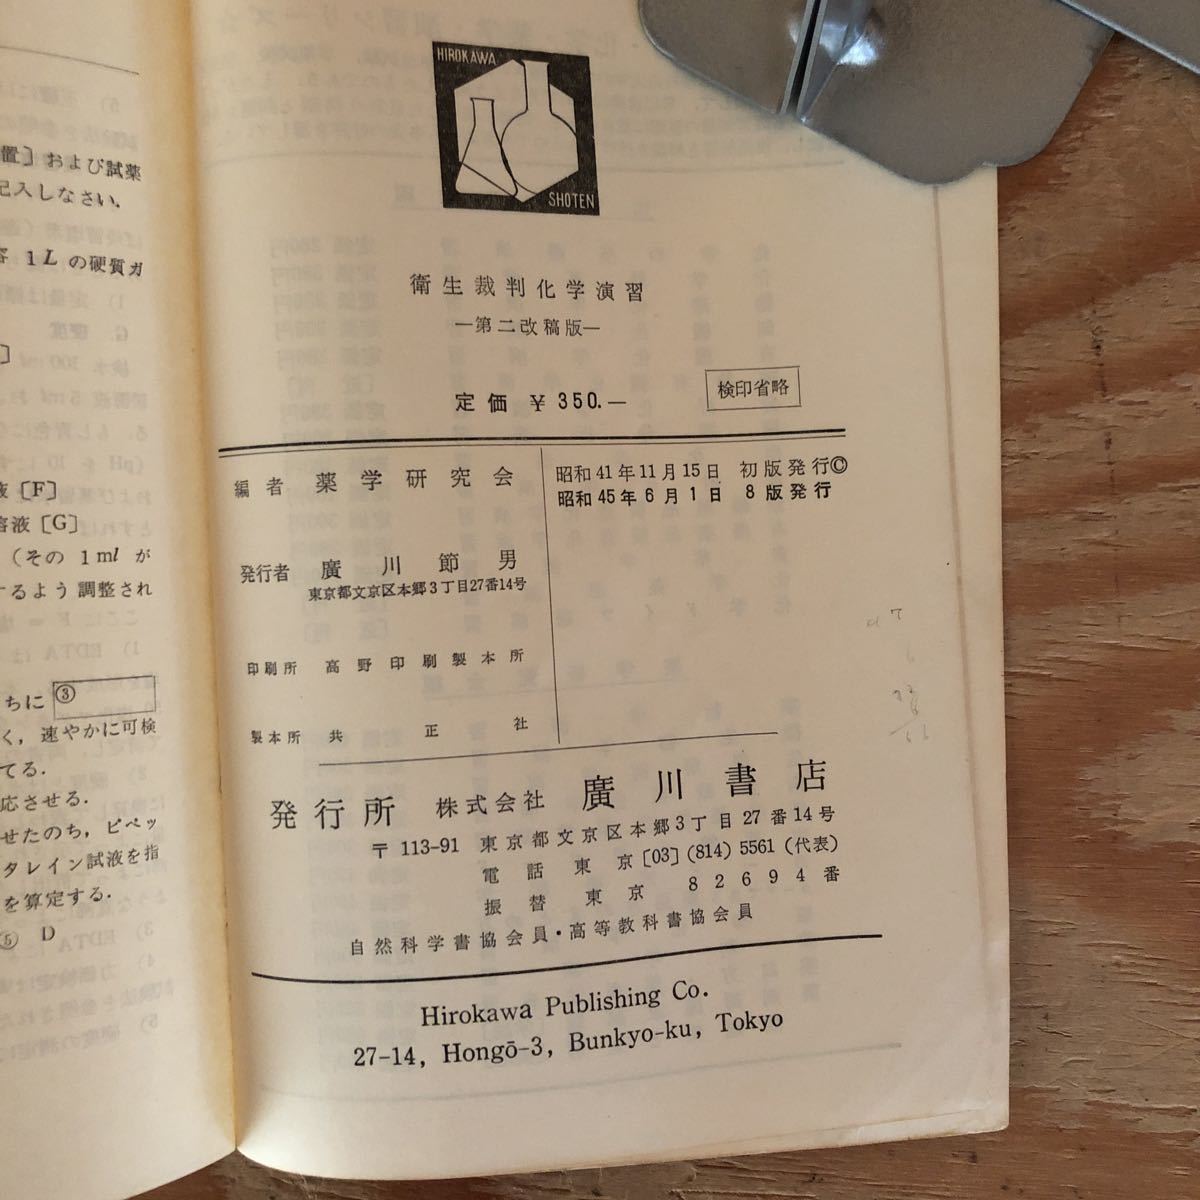 置〕および試薬
記入しなさい.
容 1L の硬質ガ
液〔F〕
溶液〔G〕
(その 1ml が
するよう調整され
ちに ③
く, 速やかに可検
てる.
応させる.
せたのち, ピペッ
タレイン試液を指
を算定する.
⑤ D
HIROKAWA
SHOTEN
衛生裁判化学演習
—第二改稿版—
定価 ¥350.—
検印省略
編者 薬学研究会
昭和41年11月15日 初版発行©
昭和45年6月1日 8版発行
発行者 廣川節男
東京都文京区本郷3丁目27番14号
印刷所 高野印刷製本所
製本所 共正社
発行所 株式会社 廣川書店
〒113-91 東京都文京区本郷3丁目27番14号
電話 東京〔03〕(814)5561(代表)
振替 東京 82694番
自然科学書協会員・高等教科書協会員
Hirokawa Publishing Co.
27-14, Hongō-3, Bunkyo-ku, Tokyo